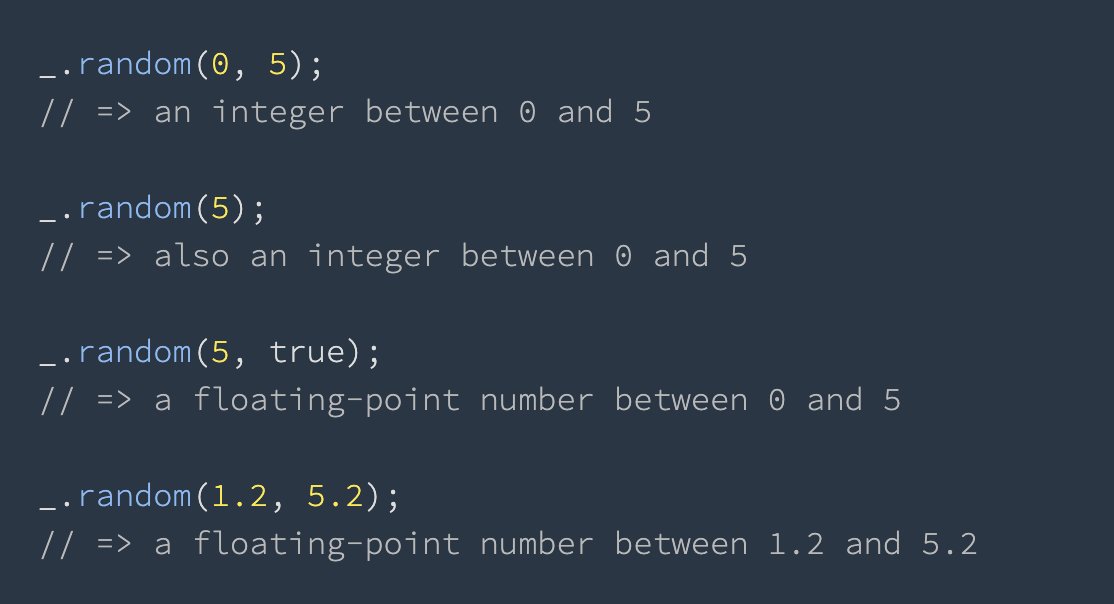 _.random(0, 5);
// => an integer between 0 and 5
_.random(5);
// => also an integer between 0 and 5
_.random(5, true);
// => a floating-point number between 0 and 5
_.random(1.2, 5.2);
// => a floating-point number between 1.2 and 5.2